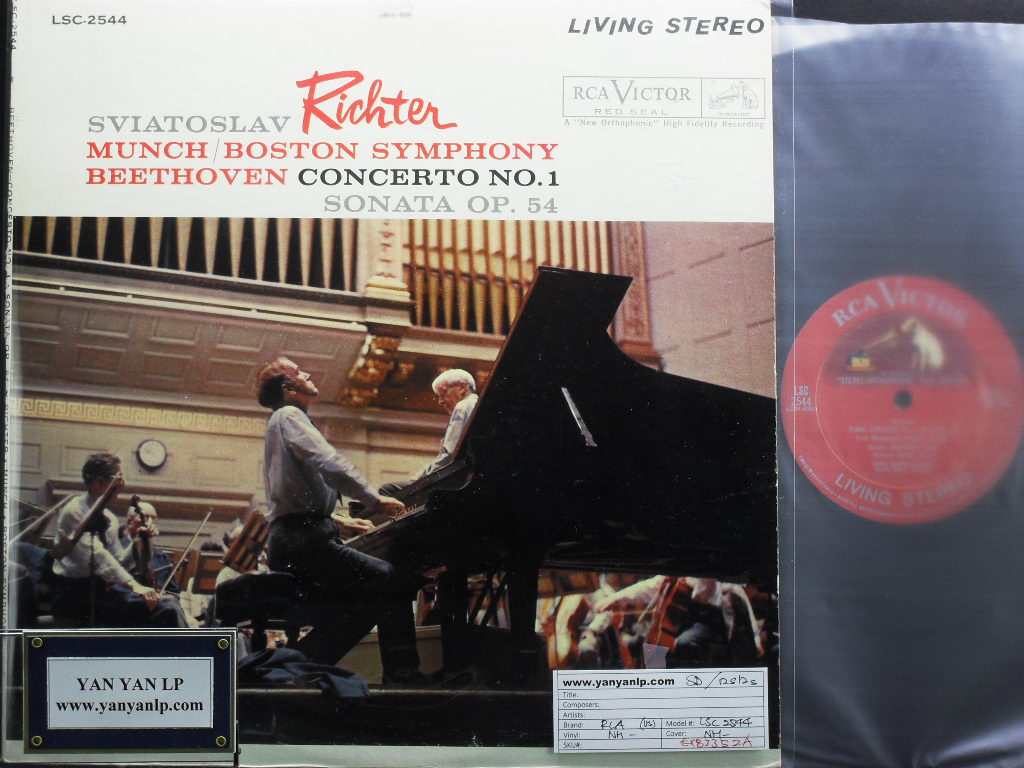 LSC-2544
LIVING STEREO
RCA VICTOR
RED SEAL
A "New Orthophonic" High Fidelity Recording
SVIATOSLAV Richter
MUNCH/BOSTON SYMPHONY
BEETHOVEN CONCERTO NO. 1
SONATA OP. 54
RCA VICTOR
LSC
2544
LIVING STEREO
YAN YAN LP
www.yanyanlp.com
www.yanyanlp.com
Title:
Composers:
Artists:
Brand: RCA (US) Model #: LSC 2544
Vinyl: NM- Cover: NM-
SKU#: